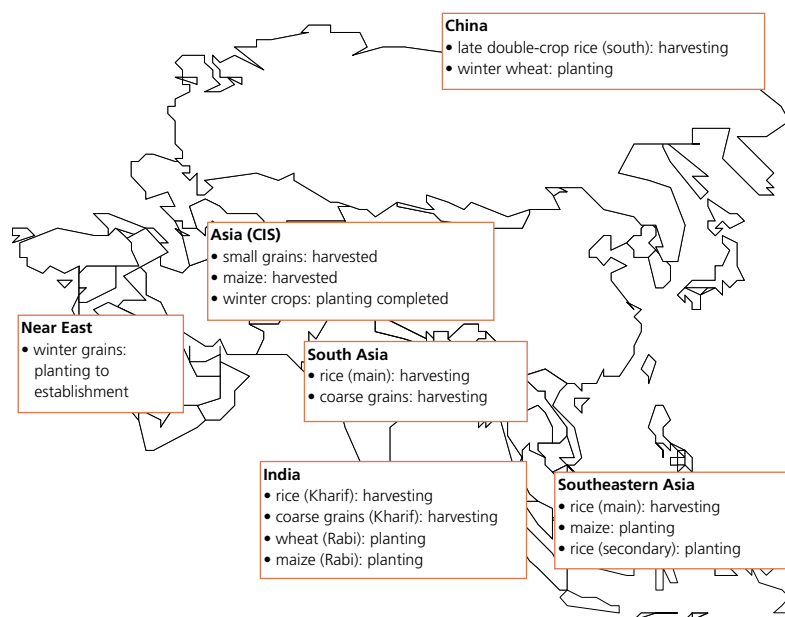 China
• late double-crop rice (south): harvesting
• winter wheat: planting
Asia (CIS)
• small grains: harvested
• maize: harvested
• winter crops: planting completed
Near East
• winter grains:
planting to
establishment
South Asia
• rice (main): harvesting
• coarse grains: harvesting
India
• rice (Kharif): harvesting
• coarse grains (Kharif): harvesting
• wheat (Rabi): planting
• maize (Rabi): planting
Southeastern Asia
• rice (main): harvesting
• maize: planting
• rice (secondary): planting